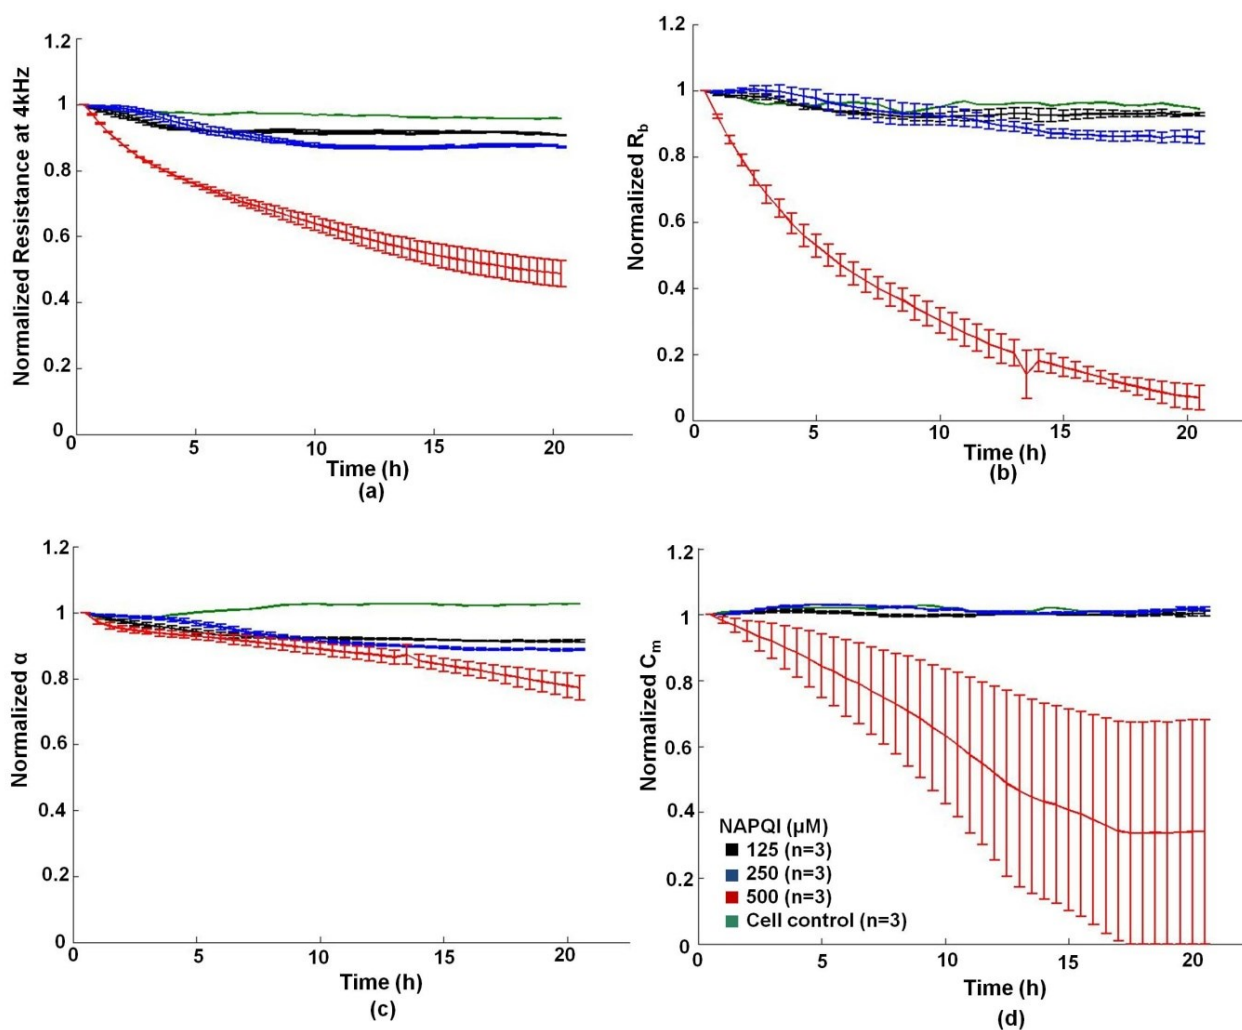 1.2
1
0.8
0.6
0.4
0.2
0
Normalized Resistance at 4kHz
0 5 10 15 20
Time (h)
(a)
1.2
1
0.8
0.6
0.4
0.2
0
Normalized Rb
0 5 10 15 20
Time (h)
(b)
1.2
1
0.8
0.6
0.4
0.2
0
Normalized α
0 5 10 15 20
Time (h)
(c)
1.2
1
0.8
0.6
0.4
0.2
0
Normalized Cm
NAPQI (µM)
125 (n=3)
250 (n=3)
500 (n=3)
Cell control (n=3)
0 5 10 15 20
Time (h)
(d)